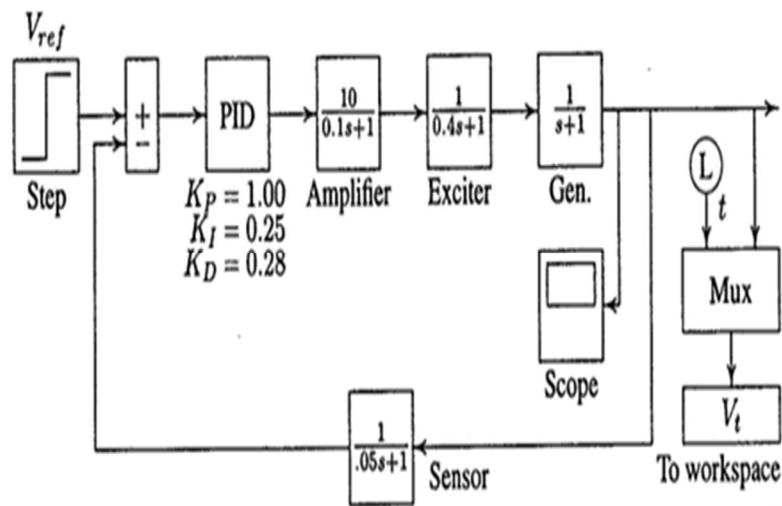 V_ref
Step
+
−
PID
K_P = 1.00
K_I = 0.25
K_D = 0.28
10
0.1s+1
Amplifier
1
0.4s+1
Exciter
1
s+1
Gen.
L
t
Mux
V_t
To workspace
Scope
1
.05s+1
Sensor